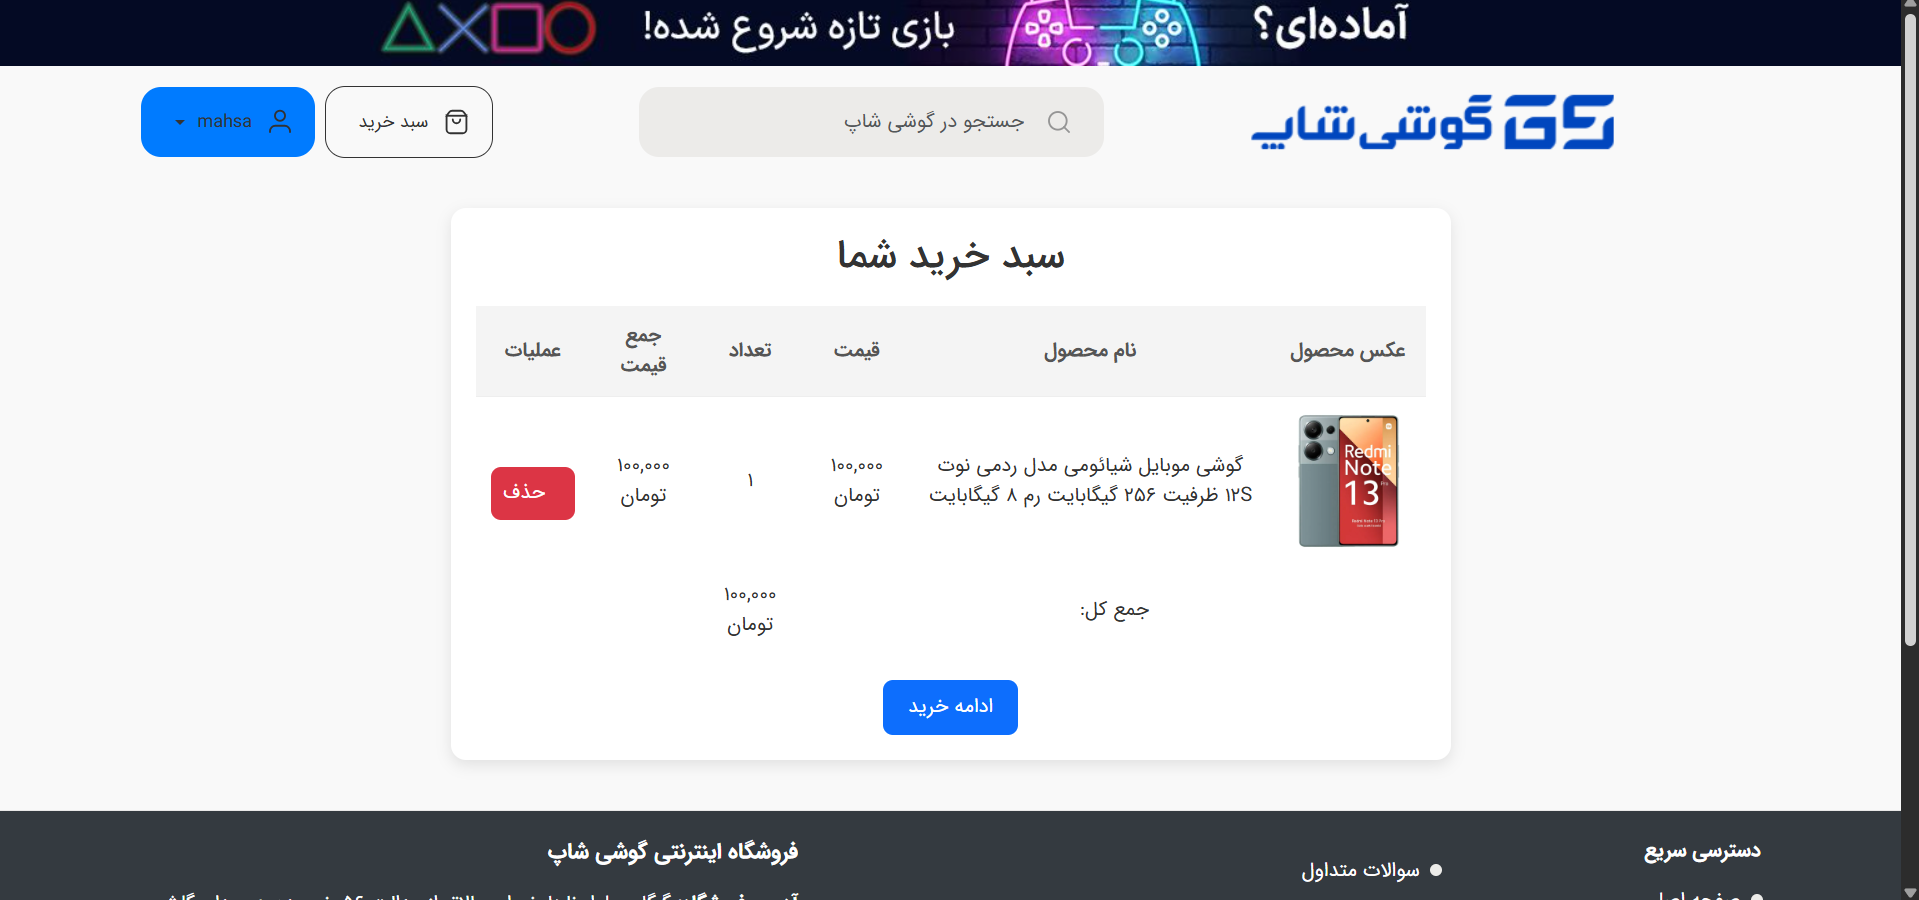 آماده‌ای؟
بازی تازه شروع شده!
گوشی شاپ
جستجو در گوشی شاپ
سبد خرید
mahsa
سبد خرید شما
عکس محصول
نام محصول
قیمت
تعداد
جمع
قیمت
عملیات
Redmi
Note
13 Pro
گوشی موبایل شیائومی مدل ردمی نوت
۱۲S ظرفیت ۲۵۶ گیگابایت رم ۸ گیگابایت
۱۰۰,۰۰۰
تومان
۱
۱۰۰,۰۰۰
تومان
حذف
جمع کل:
۱۰۰,۰۰۰
تومان
ادامه خرید
دسترسی سریع
سوالات متداول
فروشگاه اینترنتی گوشی شاپ